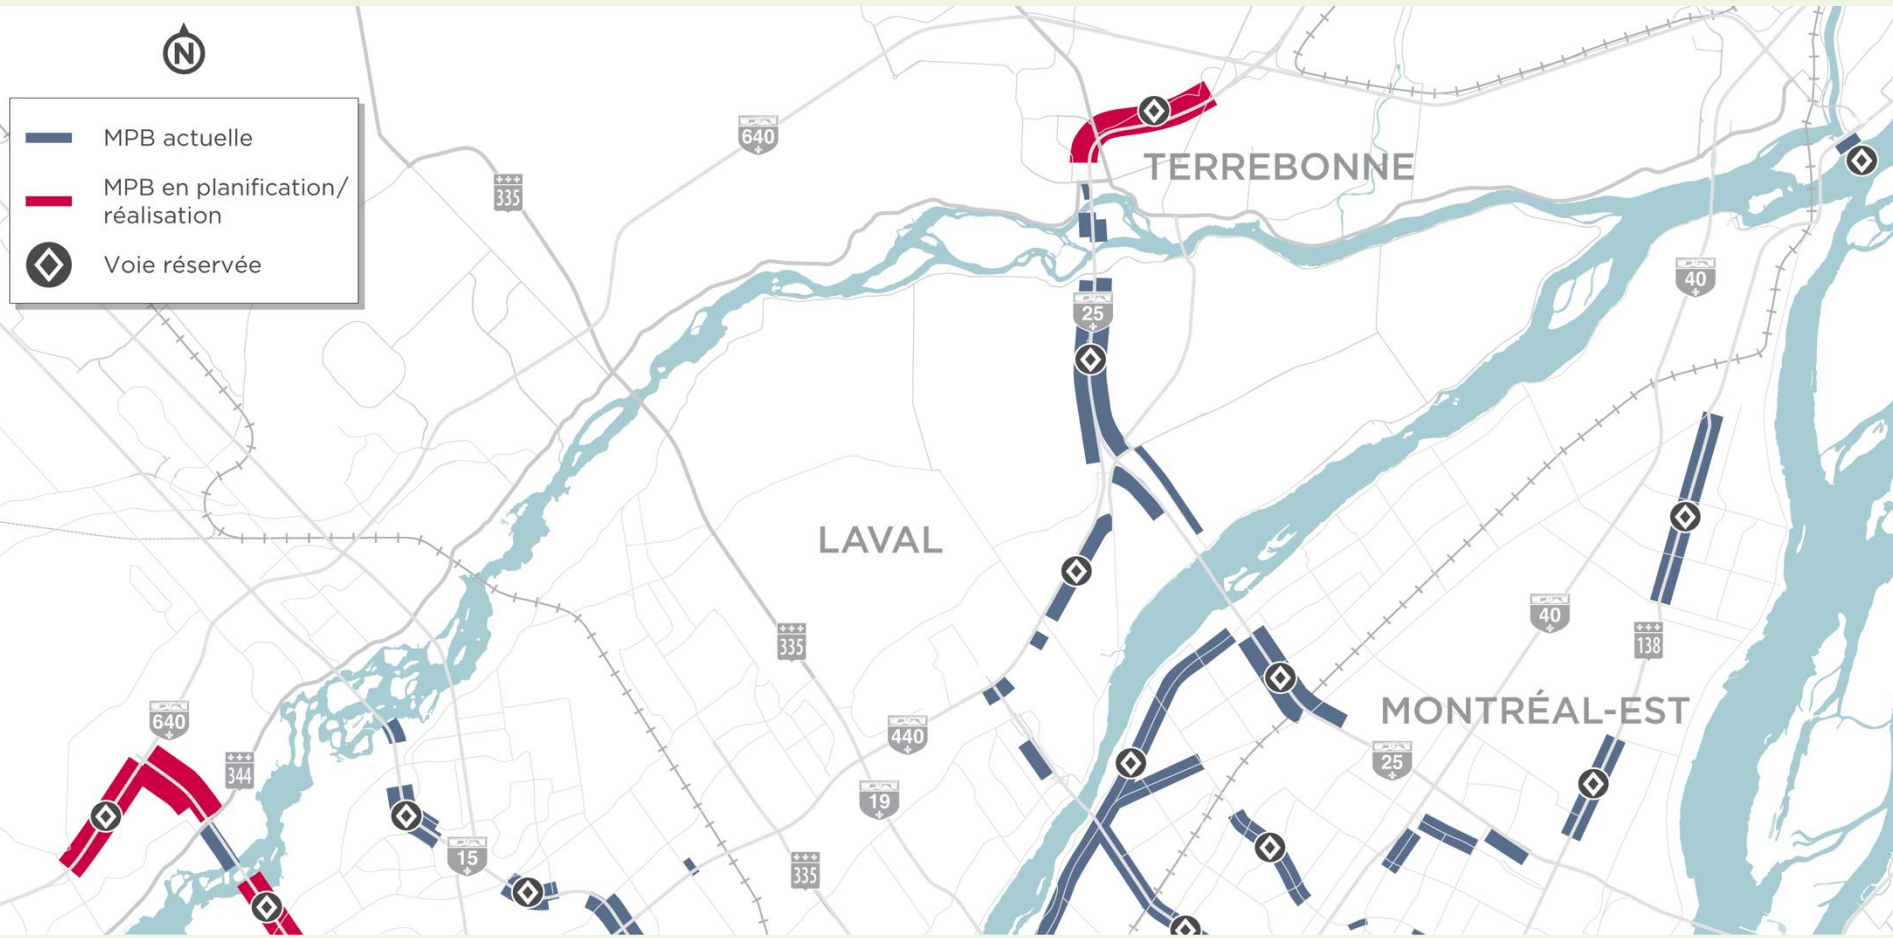 N
MPB actuelle
MPB en planification/
réalisation
Voie réservée
640
335
TERREBONNE
40
25
LAVAL
335
40
138
640
MONTRÉAL-EST
440
344
25
19
15
335